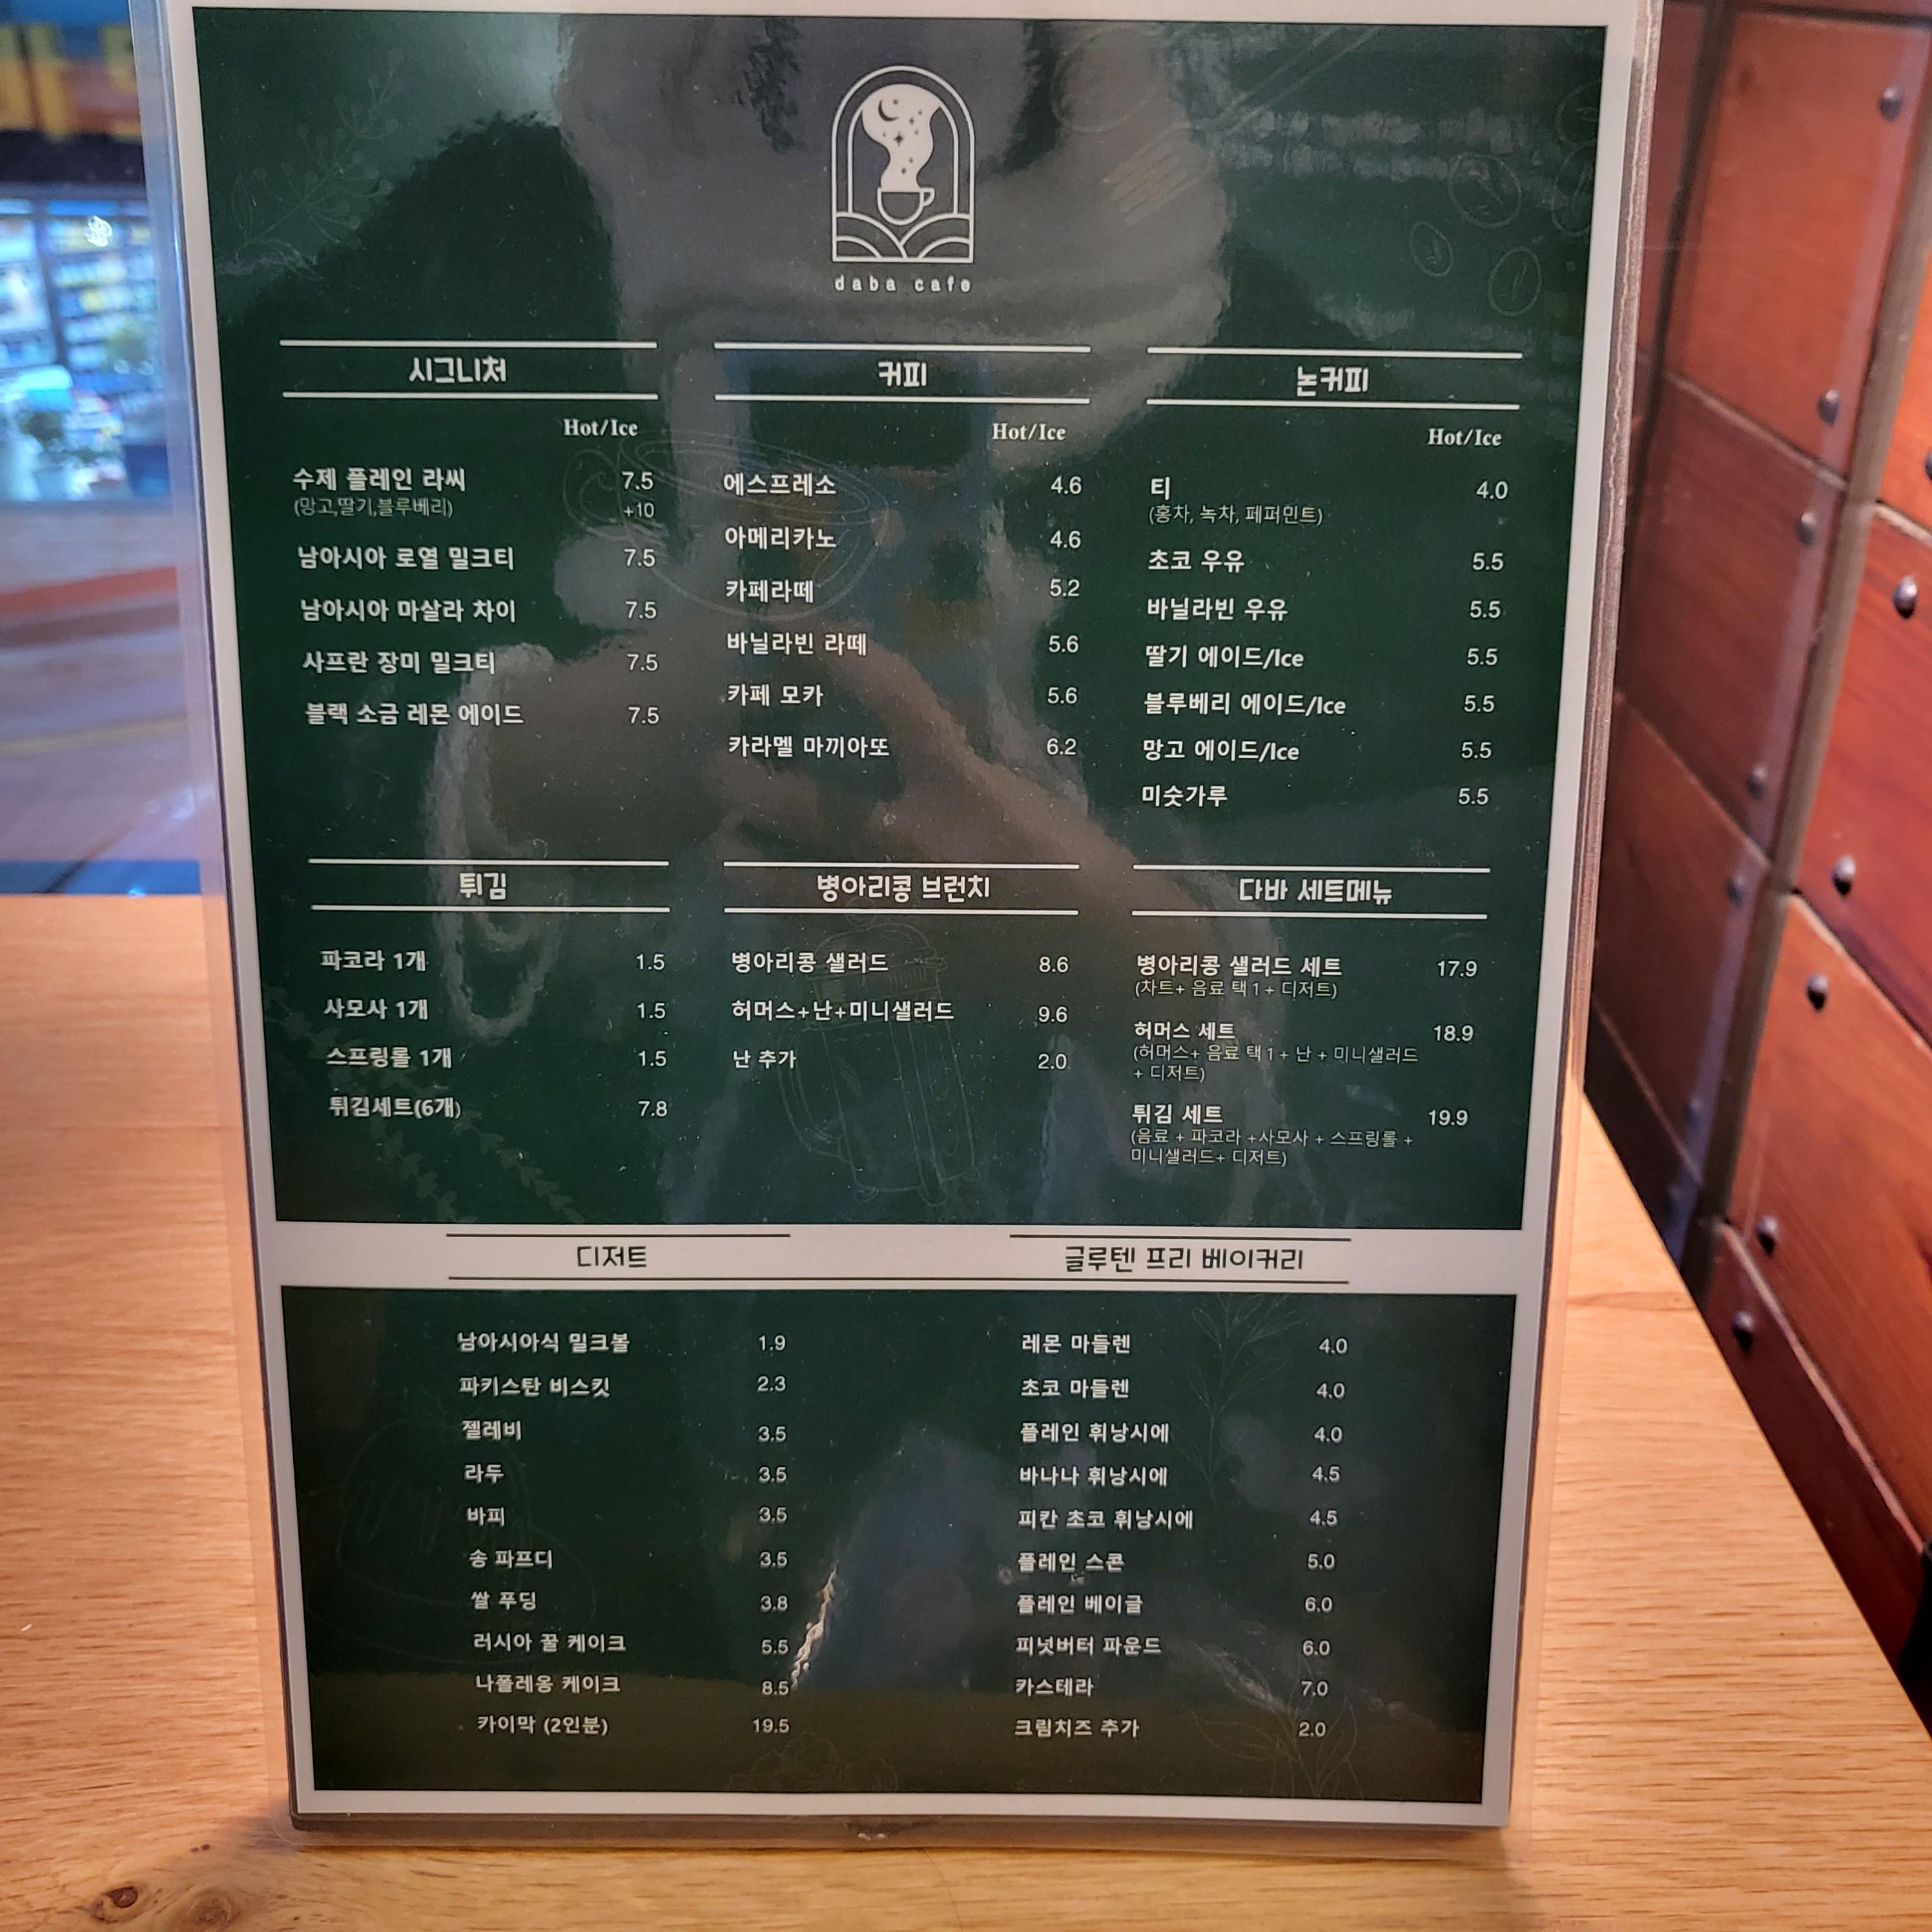 daba cafe
시그니처
Hot/Ice
수제 플레인 라씨 7.5
(망고,딸기,블루베리) +10
남아시아 로열 밀크티 7.5
남아시아 마살라 차이 7.5
사프란 장미 밀크티 7.5
블랙 소금 레몬 에이드 7.5
커피
Hot/Ice
에스프레소 4.6
아메리카노 4.6
카페라떼 5.2
바닐라빈 라떼 5.6
카페 모카 5.6
카라멜 마끼아또 6.2
논커피
Hot/Ice
티 4.0
(홍차, 녹차, 페퍼민트)
초코 우유 5.5
바닐라빈 우유 5.5
딸기 에이드/Ice 5.5
블루베리 에이드/Ice 5.5
망고 에이드/Ice 5.5
미숫가루 5.5
튀김
파코라 1개 1.5
사모사 1개 1.5
스프링롤 1개 1.5
튀김세트(6개) 7.8
병아리콩 브런치
병아리콩 샐러드 8.6
허머스+난+미니샐러드 9.6
난 추가 2.0
다바 세트메뉴
병아리콩 샐러드 세트 17.9
(차트+ 음료 택1+ 디저트)
허머스 세트 18.9
(허머스+ 음료 택1+ 난 + 미니샐러드
+ 디저트)
튀김 세트 19.9
(음료 + 파코라 +사모사 + 스프링롤 +
미니샐러드+ 디저트)
디저트
남아시아식 밀크볼 1.9
파키스탄 비스킷 2.3
젤레비 3.5
라두 3.5
바피 3.5
송 파프디 3.5
쌀 푸딩 3.8
러시아 꿀 케이크 5.5
나폴레옹 케이크 8.5
카이막 (2인분) 19.5
글루텐 프리 베이커리
레몬 마들렌 4.0
초코 마들렌 4.0
플레인 휘낭시에 4.0
바나나 휘낭시에 4.5
피칸 초코 휘낭시에 4.5
플레인 스콘 5.0
플레인 베이글 6.0
피넛버터 파운드 6.0
카스테라 7.0
크림치즈 추가 2.0